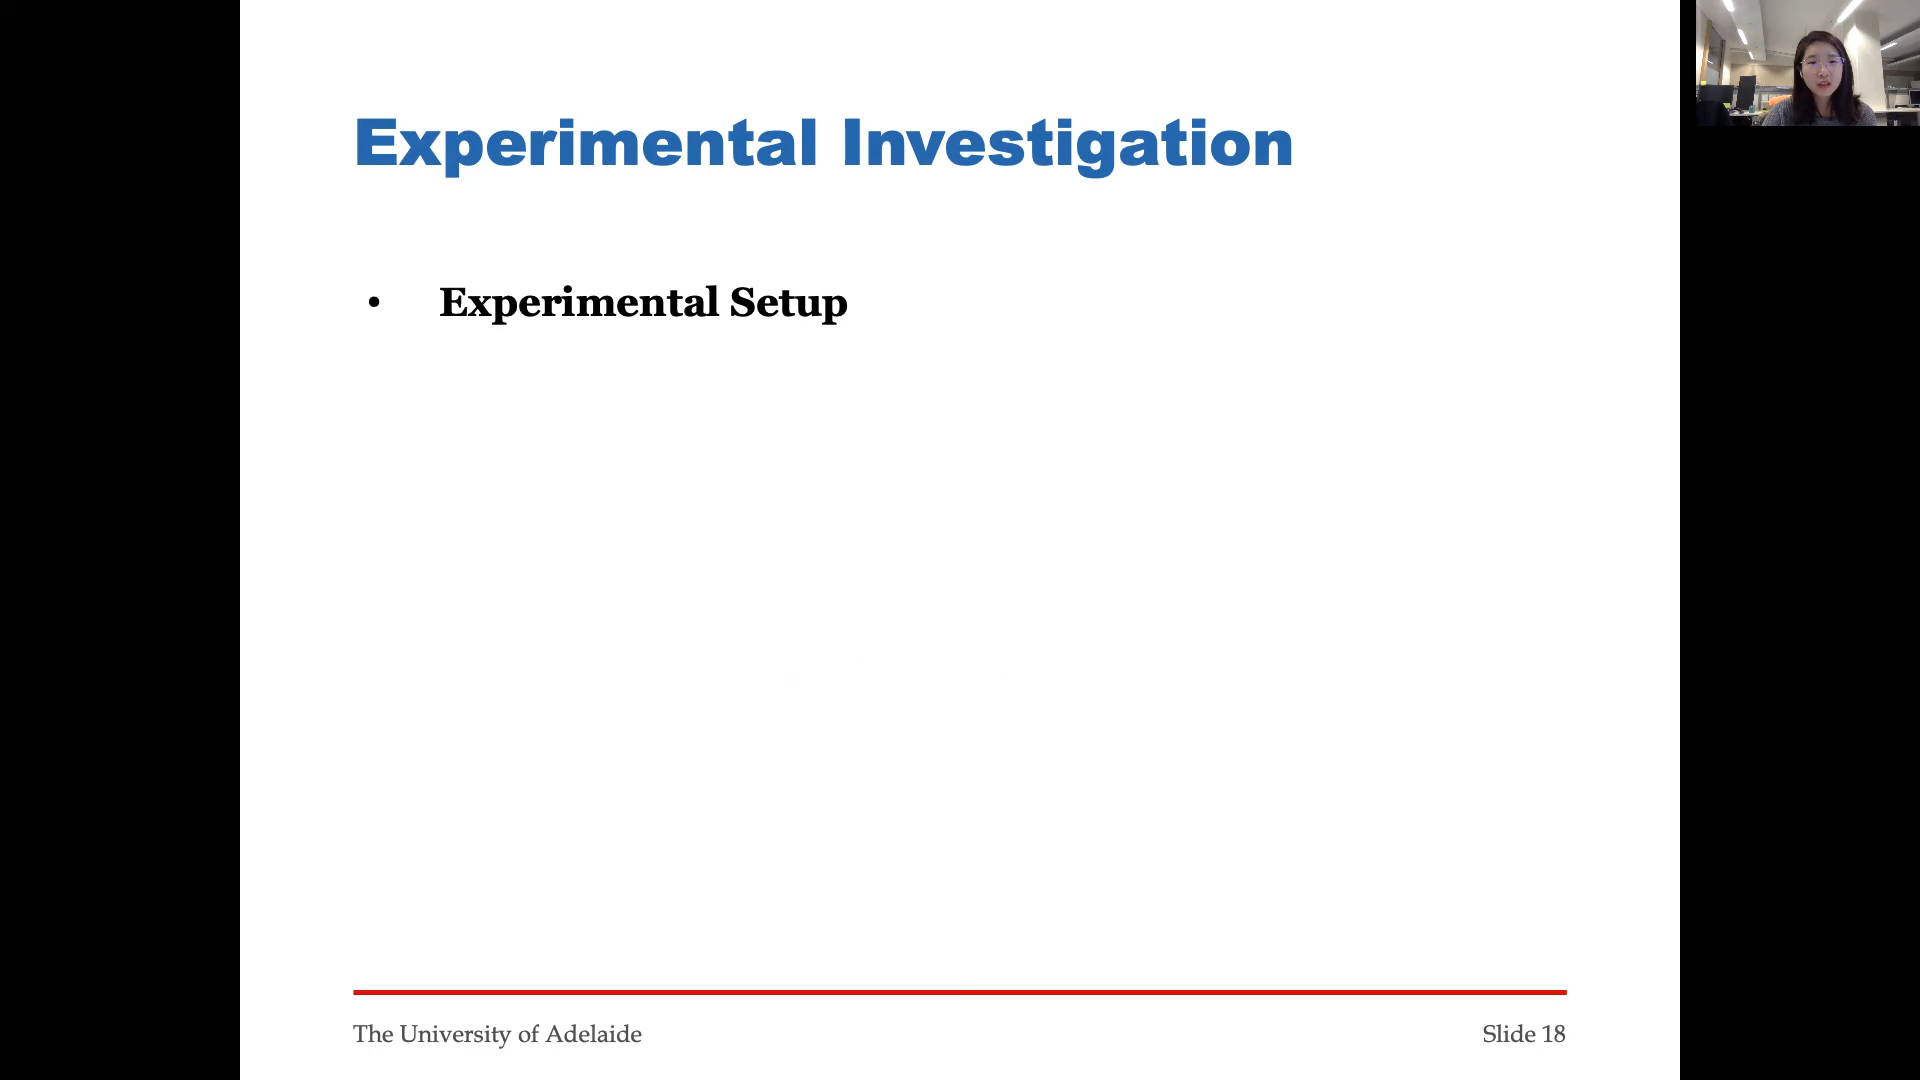 Experimental Investigation
• Experimental Setup
The University of Adelaide
Slide 18